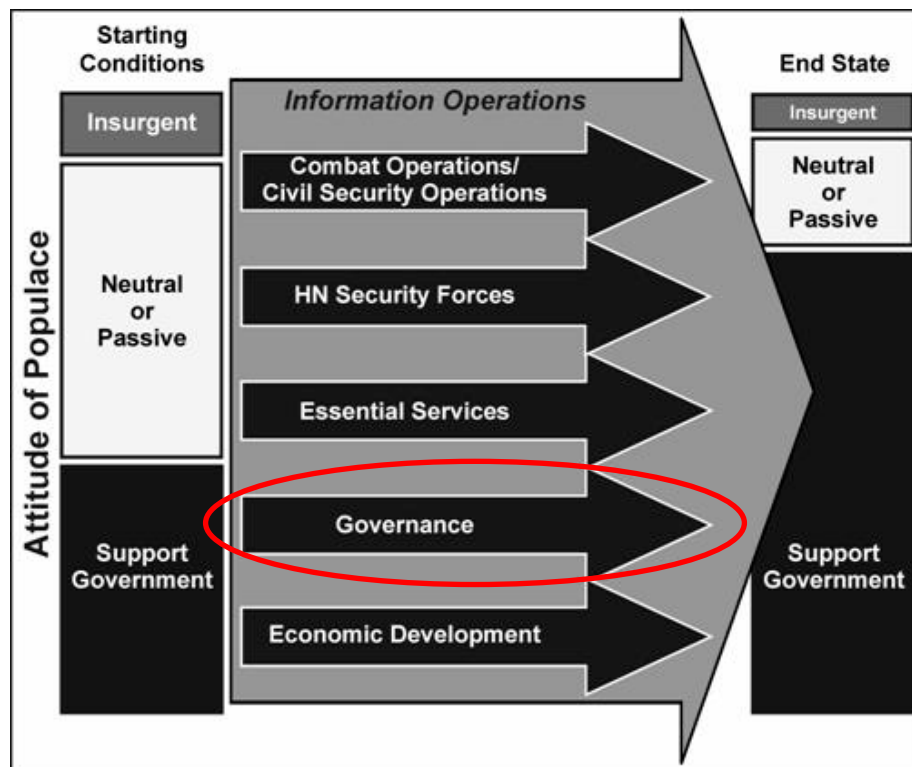 Starting
Conditions
Insurgent
Neutral
or
Passive
Support
Government
Attitude of Populace
Information Operations
Combat Operations/
Civil Security Operations
HN Security Forces
Essential Services
Governance
Economic Development
End State
Insurgent
Neutral
or
Passive
Support
Government